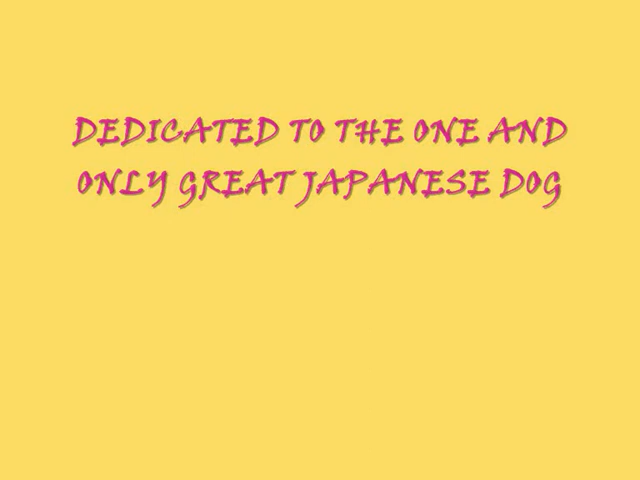 DEDICATED TO THE ONE AND
ONLY GREAT JAPANESE DOG